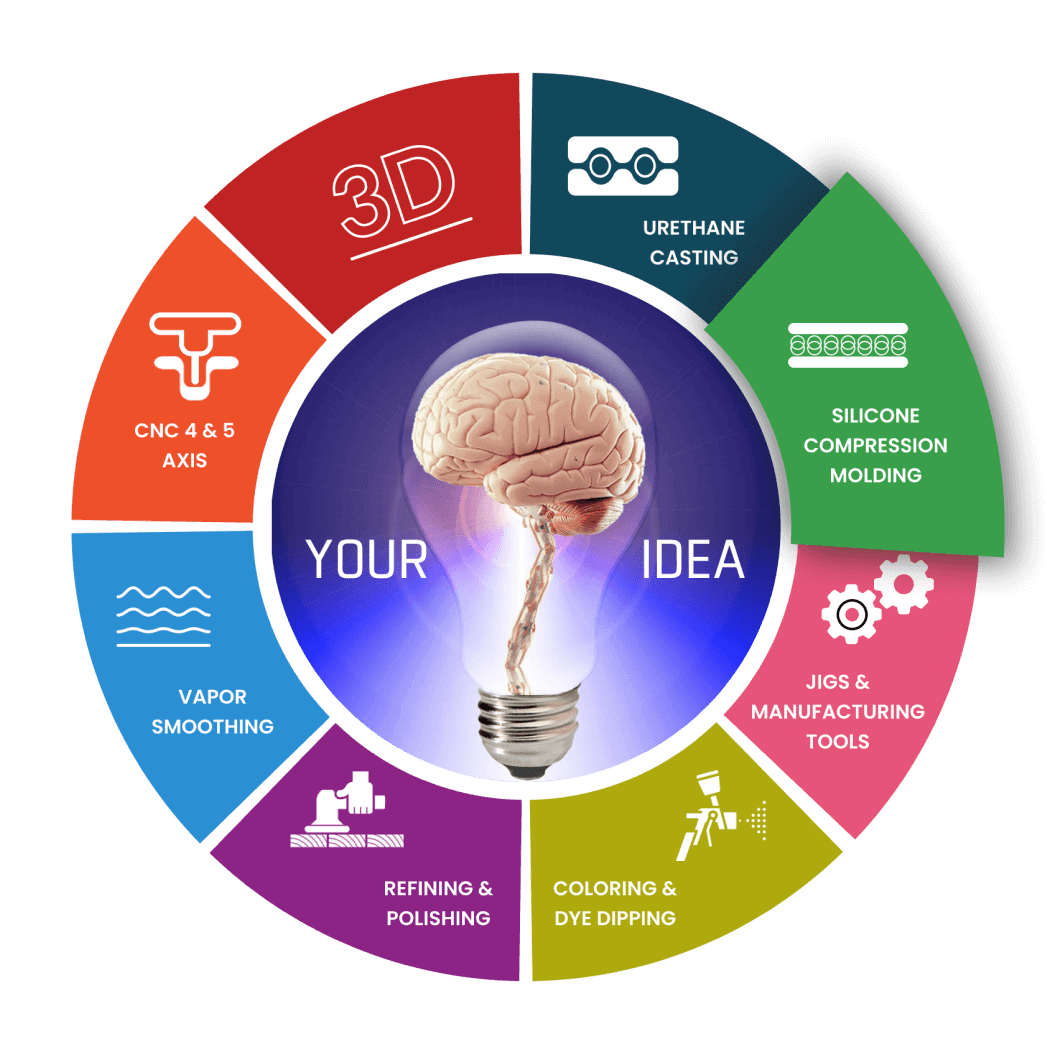 3D
URETHANE
CASTING
SILICONE
COMPRESSION
MOLDING
JIGS &
MANUFACTURING
TOOLS
COLORING &
DYE DIPPING
REFINING &
POLISHING
VAPOR
SMOOTHING
CNC 4 & 5
AXIS
YOUR IDEA